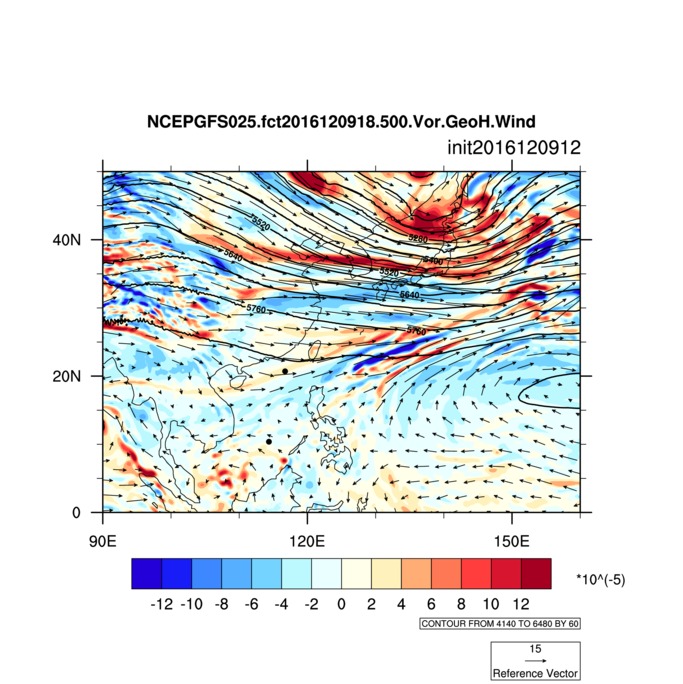 NCEPGFS025.fct2016120918.500.Vor.GeoH.Wind
init2016120912
5520
5280
40N
5640
5400
5520
5640
5760
5760
20N
0
90E 120E 150E
-12 -10 -8 -6 -4 -2 0 2 4 6 8 10 12
*10^(-5)
CONTOUR FROM 4140 TO 6480 BY 60
15
Reference Vector